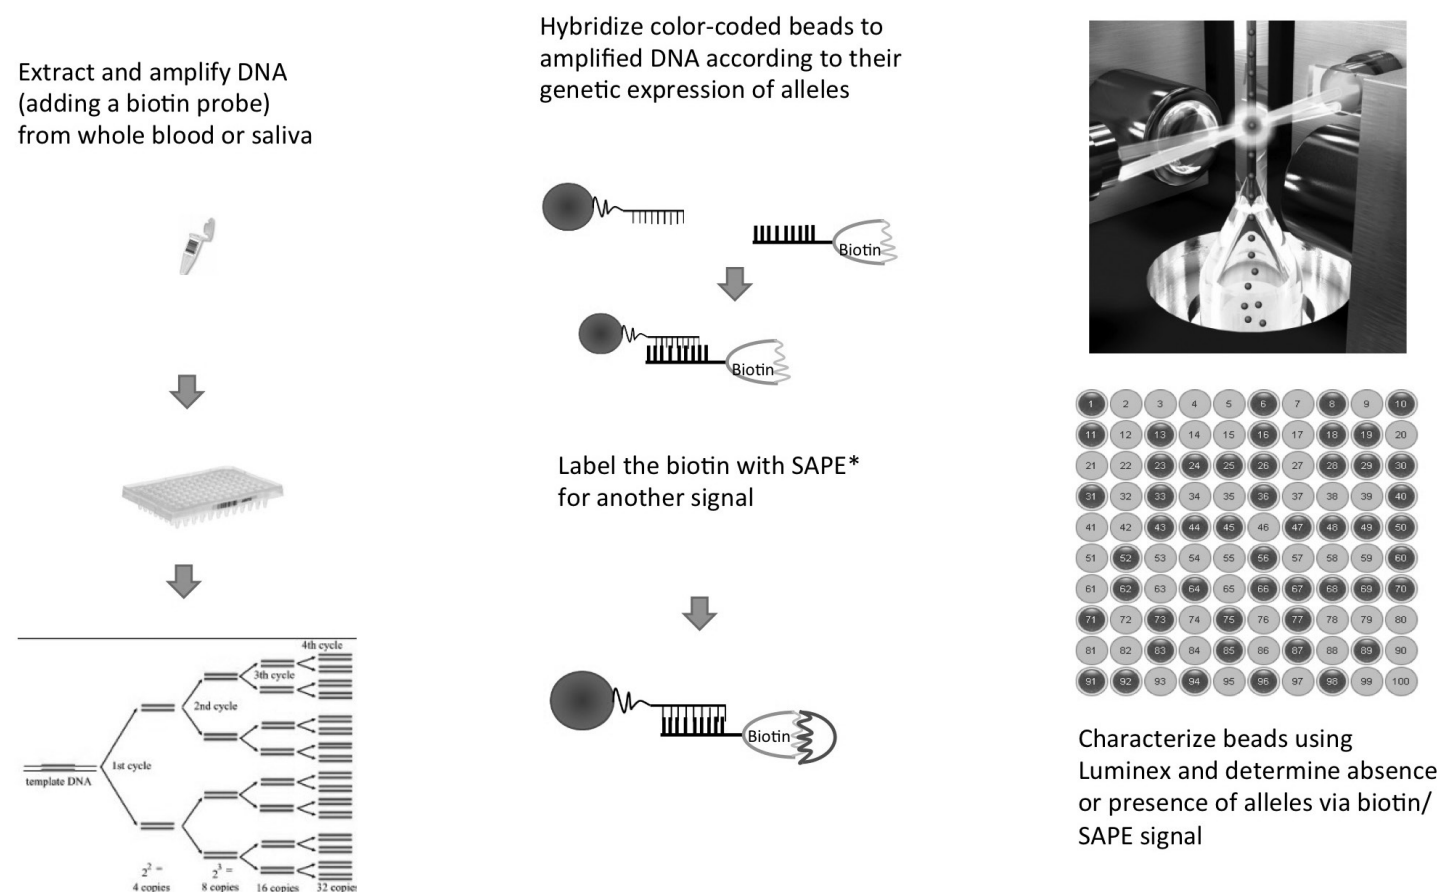 Extract and amplify DNA
(adding a biotin probe)
from whole blood or saliva
4th cycle
3th cycle
2nd cycle
1st cycle
template DNA
2² =
2³ =
4 copies
8 copies
16 copies
32 copies
Hybridize color-coded beads to
amplified DNA according to their
genetic expression of alleles
Biotin
Biotin
Label the biotin with SAPE*
for another signal
Biotin
1 2 3 4 5 6 7 8 9 10
11 12 13 14 15 16 17 18 19 20
21 22 23 24 25 26 27 28 29 30
31 32 33 34 35 36 37 38 39 40
41 42 43 44 45 46 47 48 49 50
51 52 53 54 55 56 57 58 59 60
61 62 63 64 65 66 67 68 69 70
71 72 73 74 75 76 77 78 79 80
81 82 83 84 85 86 87 88 89 90
91 92 93 94 95 96 97 98 99 100
Characterize beads using
Luminex and determine absence
or presence of alleles via biotin/
SAPE signal